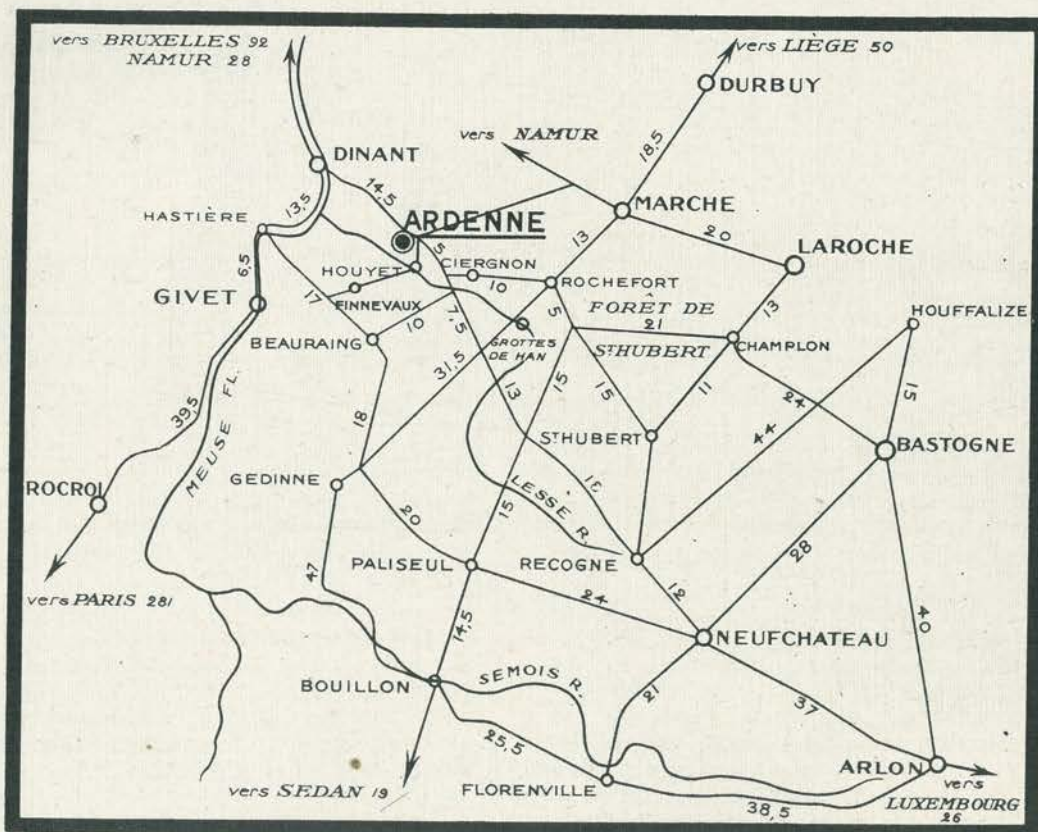 vers BRUXELLES 92
NAMUR 28
vers LIÈGE 50
DURBUY
vers NAMUR
18,5
DINANT
14,5
MARCHE
HASTIÈRE
13,5
ARDENNE
13
20
LAROCHE
5
6,5
HOUYET
CIERGNON
10
ROCHEFORT
GIVET
17
FINNEVAUX
7,5
5
FORÊT DE
21
ST HUBERT
13
HOUFFALIZE
BEAURAING
10
GROTTES
DE HAN
CHAMPLON
31,5
13
15
15
11
24
15
39,5
MEUSE FL.
18
ST HUBERT
44
BASTOGNE
ROCROI
GEDINNE
LESSE R.
31
20
15
28
PALISEUL
RECOGNE
vers PARIS 281
47
24
12
40
14,5
NEUFCHATEAU
BOUILLON
SEMOIS R.
21
37
25,5
vers SEDAN 19
FLORENVILLE
38,5
ARLON
vers
LUXEMBOURG
26